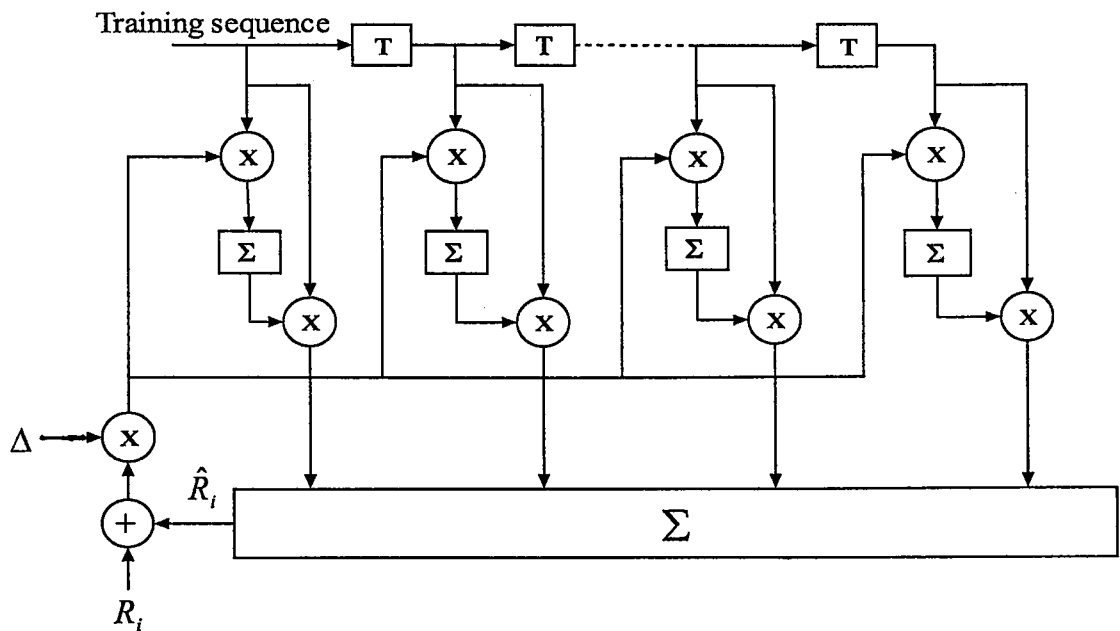 Training sequence
T T T
X X X X
Σ Σ Σ Σ
X X X X
Δ X
R̂ᵢ
Σ
+
Rᵢ